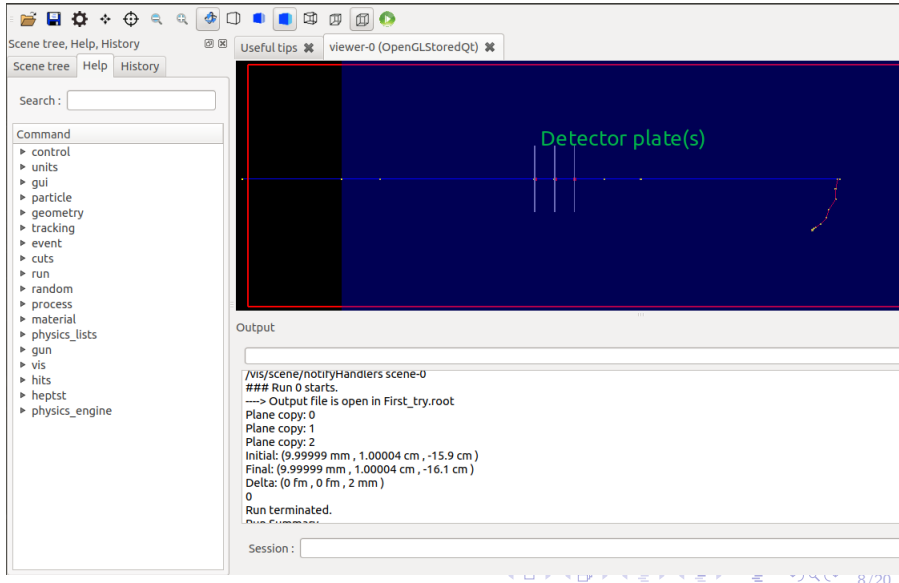 Scene tree, Help, History
Useful tips
viewer-0 (OpenGLStoredQt)
Scene tree
Help
History
Search :
Command
control
units
gui
particle
geometry
tracking
event
cuts
run
random
process
material
physics_lists
gun
vis
hits
heptst
physics_engine
Detector plate(s)
Output
/vis/scene/notifyHandlers scene-0
### Run 0 starts.
----> Output file is open in First_try.root
Plane copy: 0
Plane copy: 1
Plane copy: 2
Initial: (9.99999 mm , 1.00004 cm , -15.9 cm )
Final: (9.99999 mm , 1.00004 cm , -16.1 cm )
Delta: (0 fm , 0 fm , 2 mm )
0
Run terminated.
Run Summary
Session :
8/20